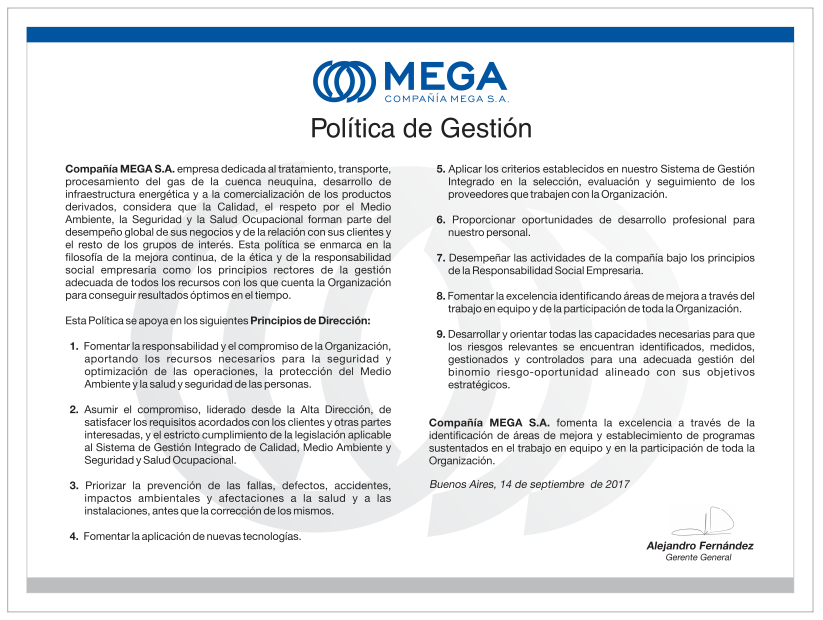 MEGA
COMPAÑÍA MEGA S.A.
Política de Gestión
Compañía MEGA S.A. empresa dedicada al tratamiento, transporte,
procesamiento del gas de la cuenca neuquina, desarrollo de
infraestructura energética y a la comercialización de los productos
derivados, considera que la Calidad, el respeto por el Medio
Ambiente, la Seguridad y la Salud Ocupacional forman parte del
desempeño global de sus negocios y de la relación con sus clientes y
el resto de los grupos de interés. Esta política se enmarca en la
filosofía de la mejora continua, de la ética y de la responsabilidad
social empresaria como los principios rectores de la gestión
adecuada de todos los recursos con los que cuenta la Organización
para conseguir resultados óptimos en el tiempo.
Esta Política se apoya en los siguientes Principios de Dirección:
1. Fomentar la responsabilidad y el compromiso de la Organización,
aportando los recursos necesarios para la seguridad y
optimización de las operaciones, la protección del Medio
Ambiente y la salud y seguridad de las personas.
2. Asumir el compromiso, liderado desde la Alta Dirección, de
satisfacer los requisitos acordados con los clientes y otras partes
interesadas, y el estricto cumplimiento de la legislación aplicable
al Sistema de Gestión Integrado de Calidad, Medio Ambiente y
Seguridad y Salud Ocupacional.
3. Priorizar la prevención de las fallas, defectos, accidentes,
impactos ambientales y afectaciones a la salud y a las
instalaciones, antes que la corrección de los mismos.
4. Fomentar la aplicación de nuevas tecnologías.
5. Aplicar los criterios establecidos en nuestro Sistema de Gestión
Integrado en la selección, evaluación y seguimiento de los
proveedores que trabajen con la Organización.
6. Proporcionar oportunidades de desarrollo profesional para
nuestro personal.
7. Desempeñar las actividades de la compañía bajo los principios
de la Responsabilidad Social Empresaria.
8. Fomentar la excelencia identificando áreas de mejora a través del
trabajo en equipo y de la participación de toda la Organización.
9. Desarrollar y orientar todas las capacidades necesarias para que
los riesgos relevantes se encuentran identificados, medidos,
gestionados y controlados para una adecuada gestión del
binomio riesgo-oportunidad alineado con sus objetivos
estratégicos.
Compañía MEGA S.A. fomenta la excelencia a través de la
identificación de áreas de mejora y establecimiento de programas
sustentados en el trabajo en equipo y en la participación de toda la
Organización.
Buenos Aires, 14 de septiembre de 2017
Alejandro Fernández
Gerente General